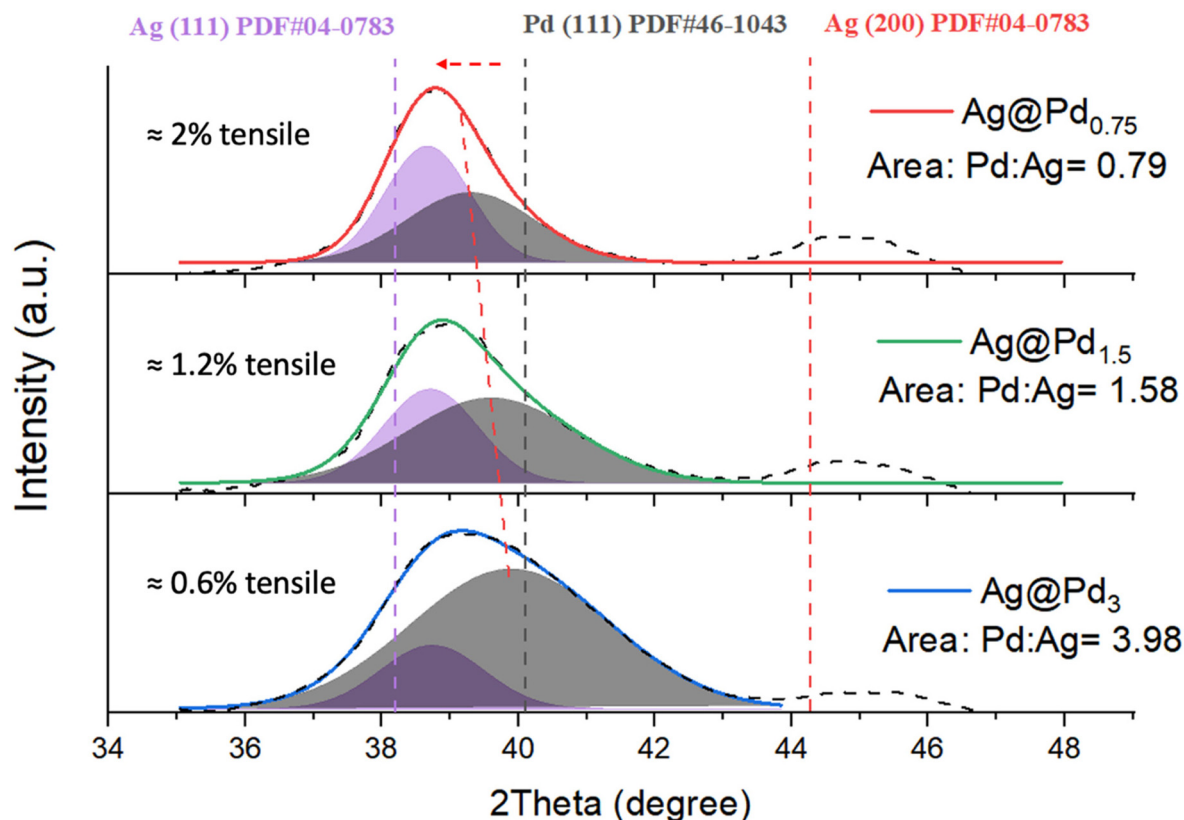 Ag (111) PDF#04-0783 Pd (111) PDF#46-1043 Ag (200) PDF#04-0783
≈ 2% tensile
Ag@Pd0.75
Area: Pd:Ag= 0.79
≈ 1.2% tensile
Ag@Pd1.5
Area: Pd:Ag= 1.58
≈ 0.6% tensile
Ag@Pd3
Area: Pd:Ag= 3.98
Intensity (a.u.)
34 36 38 40 42 44 46 48
2Theta (degree)